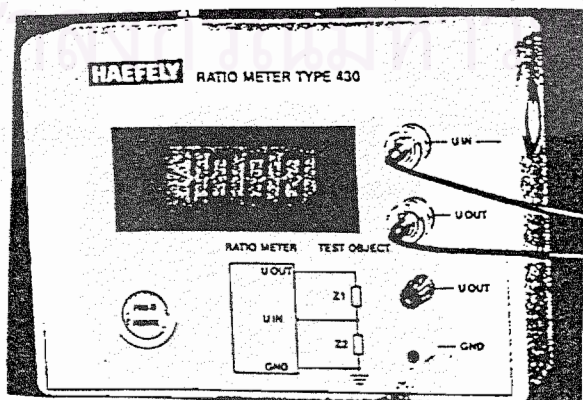 HAEFELY RATIO METER TYPE 430
U IN
U OUT
RATIO METER TEST OBJECT
U OUT
U OUT
Z1
U IN
Z2
GND
GND